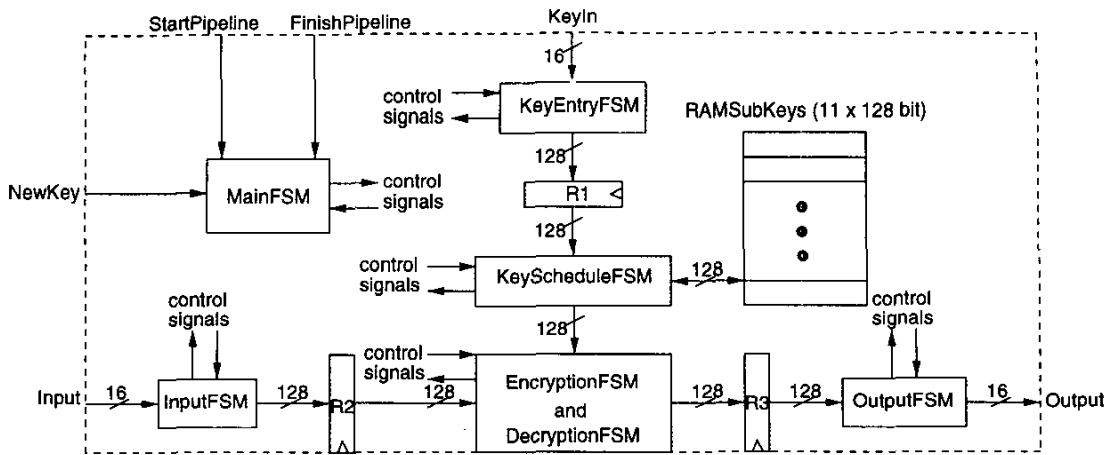 StartPipeline FinishPipeline KeyIn
16
control
signals
KeyEntryFSM
RAMSubKeys (11 x 128 bit)
128
NewKey
MainFSM
control
signals
R1
128
control
signals
KeyScheduleFSM
128
control
signals
128
control
signals
control
signals
Input
16
InputFSM
128
R2
128
EncryptionFSM
and
DecryptionFSM
128
R3
128
OutputFSM
16
Output